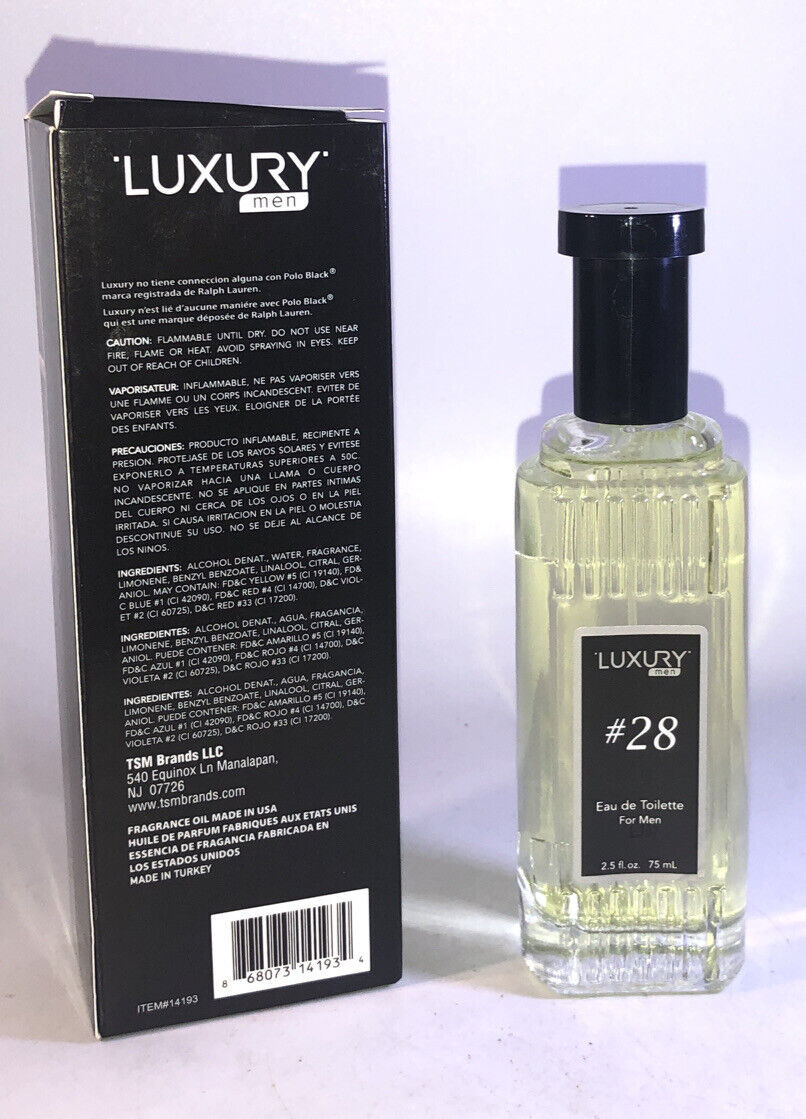 LUXURY
men
Luxury no tiene conneccion alguna con Polo Black®
marca registrada de Ralph Lauren.
Luxury n'est lié d'aucune maniére avec Polo Black®
qui est une marque déposée de Ralph Lauren.
CAUTION: FLAMMABLE UNTIL DRY. DO NOT USE NEAR
FIRE, FLAME OR HEAT. AVOID SPRAYING IN EYES. KEEP
OUT OF REACH OF CHILDREN.
VAPORISATEUR: INFLAMMABLE, NE PAS VAPORISER VERS
UNE FLAMME OU UN CORPS INCANDESCENT. EVITER DE
VAPORISER VERS LES YEUX. ELOIGNER DE LA PORTÉE
DES ENFANTS.
PRECAUCIONES: PRODUCTO INFLAMABLE, RECIPIENTE A
PRESION. PROTEJASE DE LOS RAYOS SOLARES Y EVITESE
EXPONERLO A TEMPERATURAS SUPERIORES A 50C.
NO VAPORIZAR HACIA UNA LLAMA O CUERPO
INCANDESCENTE. NO SE APLIQUE EN PARTES INTIMAS
DEL CUERPO NI CERCA DE LOS OJOS O EN LA PIEL
IRRITADA. SI CAUSA IRRITACION EN LA PIEL O MOLESTIA
DESCONTINUE SU USO. NO SE DEJE AL ALCANCE DE
LOS NINOS.
INGREDIENTS: ALCOHOL DENAT., WATER, FRAGRANCE,
LIMONENE, BENZYL BENZOATE, LINALOOL, CITRAL, GER-
ANIOL. MAY CONTAIN: FD&C YELLOW #5 (CI 19140), FD&
C BLUE #1 (CI 42090), FD&C RED #4 (CI 14700), D&C VIOL-
ET #2 (CI 60725), D&C RED #33 (CI 17200).
INGREDIENTES: ALCOHOL DENAT., AGUA, FRAGANCIA,
LIMONENE, BENZYL BENZOATE, LINALOOL, CITRAL, GER-
ANIOL. PUEDE CONTENER: FD&C AMARILLO #5 (CI 19140),
FD&C AZUL #1 (CI 42090), FD&C ROJO #4 (CI 14700), D&C
VIOLETA #2 (CI 60725), D&C ROJO #33 (CI 17200).
INGREDIENTES: ALCOHOL DENAT., AGUA, FRAGANCIA,
LIMONENE, BENZYL BENZOATE, LINALOOL, CITRAL, GER-
ANIOL. PUEDE CONTENER: FD&C AMARILLO #5 (CI 19140),
FD&C AZUL #1 (CI 42090), FD&C ROJO #4 (CI 14700), D&C
VIOLETA #2 (CI 60725), D&C ROJO #33 (CI 17200).
TSM Brands LLC
540 Equinox Ln Manalapan,
NJ 07726
www.tsmbrands.com
FRAGRANCE OIL MADE IN USA
HUILE DE PARFUM FABRIQUES AUX ETATS UNIS
ESSENCIA DE FRAGANCIA FABRICADA EN
LOS ESTADOS UNIDOS
MADE IN TURKEY
8 68073 14193 4
ITEM#14193
LUXURY
men
#28
Eau de Toilette
For Men
2.5 fl.oz. 75 mL